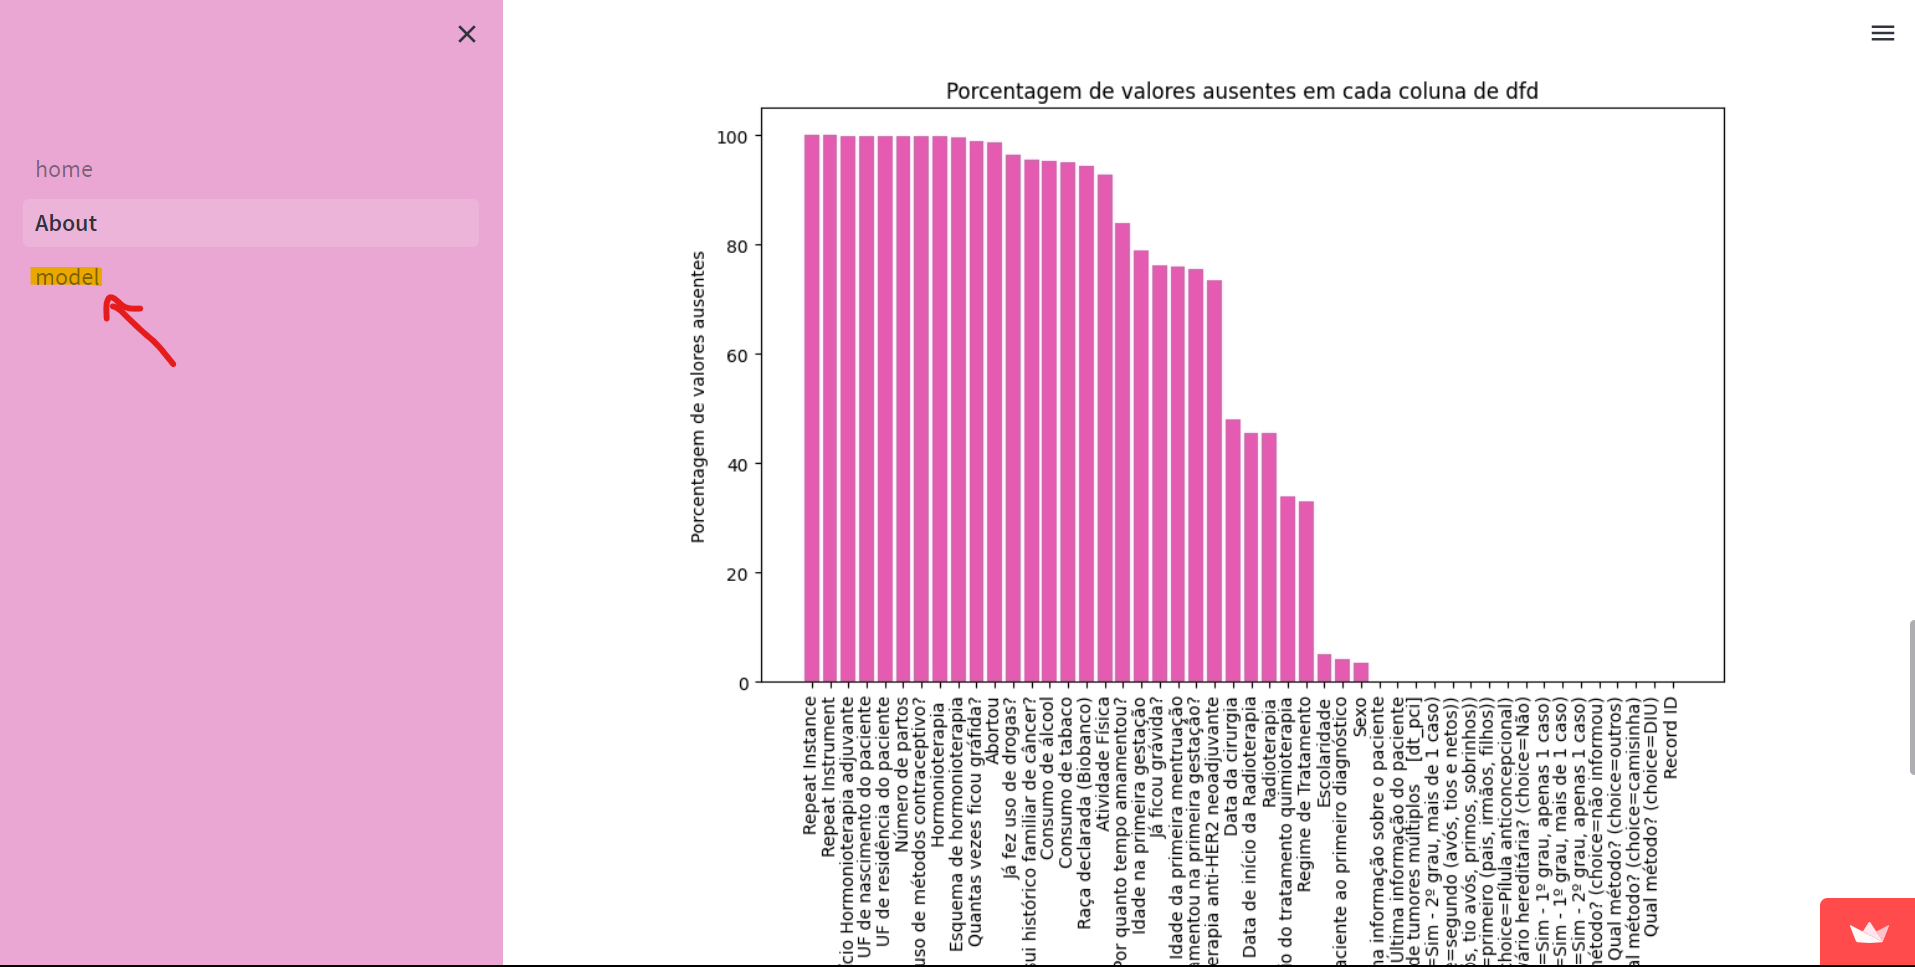 home
About
model
Porcentagem de valores ausentes em cada coluna de dfd
Porcentagem de valores ausentes
100
80
60
40
20
0
Repeat Instance
Repeat Instrument
Hormonioterapia adjuvante
UF de nascimento do paciente
UF de residência do paciente
Número de partos
uso de métodos contraceptivo?
Hormonioterapia
Esquema de hormonioterapia
Quantas vezes ficou gráfida?
Abortou
Já fez uso de drogas?
histórico familiar de câncer?
Consumo de álcool
Consumo de tabaco
Raça declarada (Biobanco)
Atividade Física
Por quanto tempo amamentou?
Idade na primeira gestação
Já ficou grávida?
Idade da primeira mentruação
na primeira gestação?
anti-HER2 neoadjuvante
Data da cirurgia
Data de início da Radioterapia
Radioterapia
do tratamento quimioterapia
Regime de Tratamento
Escolaridade
ao primeiro diagnóstico
Sexo
informação sobre o paciente
Última informação do paciente
de tumores múltiplos [dt_pci]
=Sim - 2º grau, mais de 1 caso)
=segundo (avós, tios e netos))
tio avós, primos, sobrinhos))
=primeiro (pais, irmãos, filhos))
choice=Pílula anticoncepcional)
hereditária? (choice=Não)
=Sim - 1º grau, apenas 1 caso)
=Sim - 1º grau, mais de 1 caso)
=Sim - 2º grau, apenas 1 caso)
(choice=não informou)
Qual método? (choice=outros)
método? (choice=camisinha)
Qual método? (choice=DIU)
Record ID